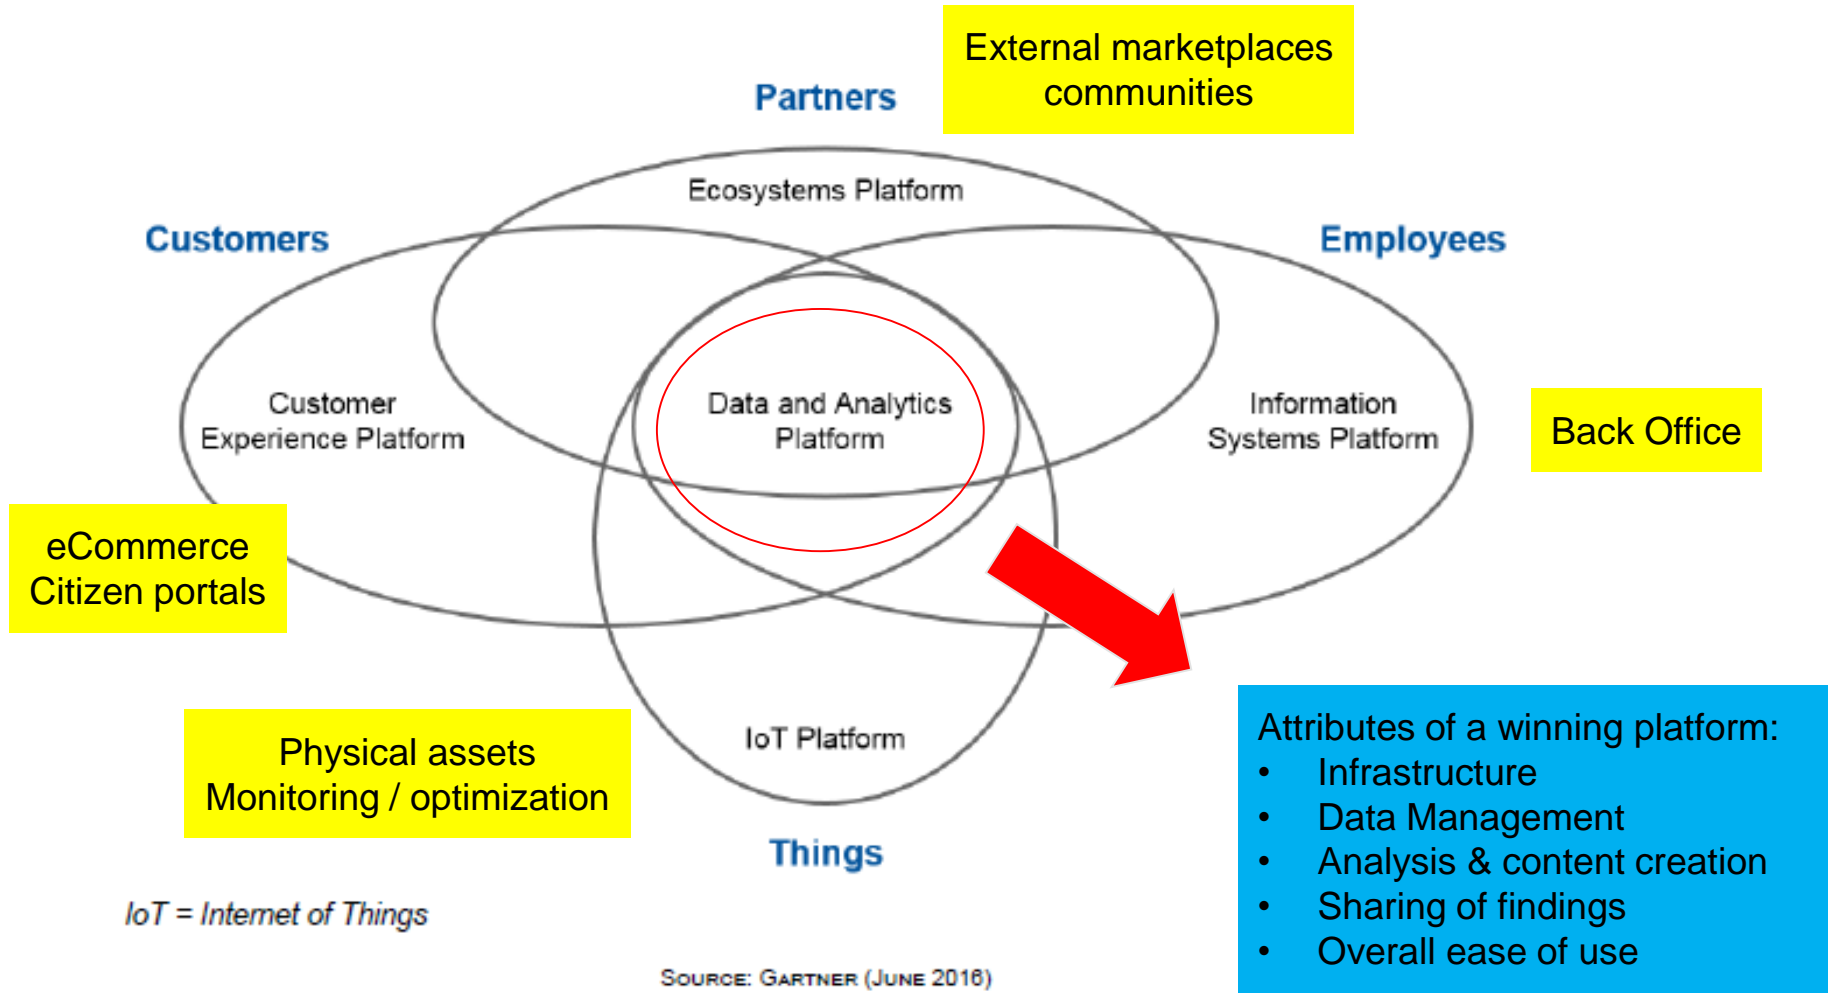 External marketplaces
communities
Partners
Ecosystems Platform
Customers
Employees
Customer
Experience Platform
Data and Analytics
Platform
Information
Systems Platform
Back Office
eCommerce
Citizen portals
IoT Platform
Physical assets
Monitoring / optimization
Things
Attributes of a winning platform:
• Infrastructure
• Data Management
• Analysis & content creation
• Sharing of findings
• Overall ease of use
IoT = Internet of Things
SOURCE: GARTNER (JUNE 2016)